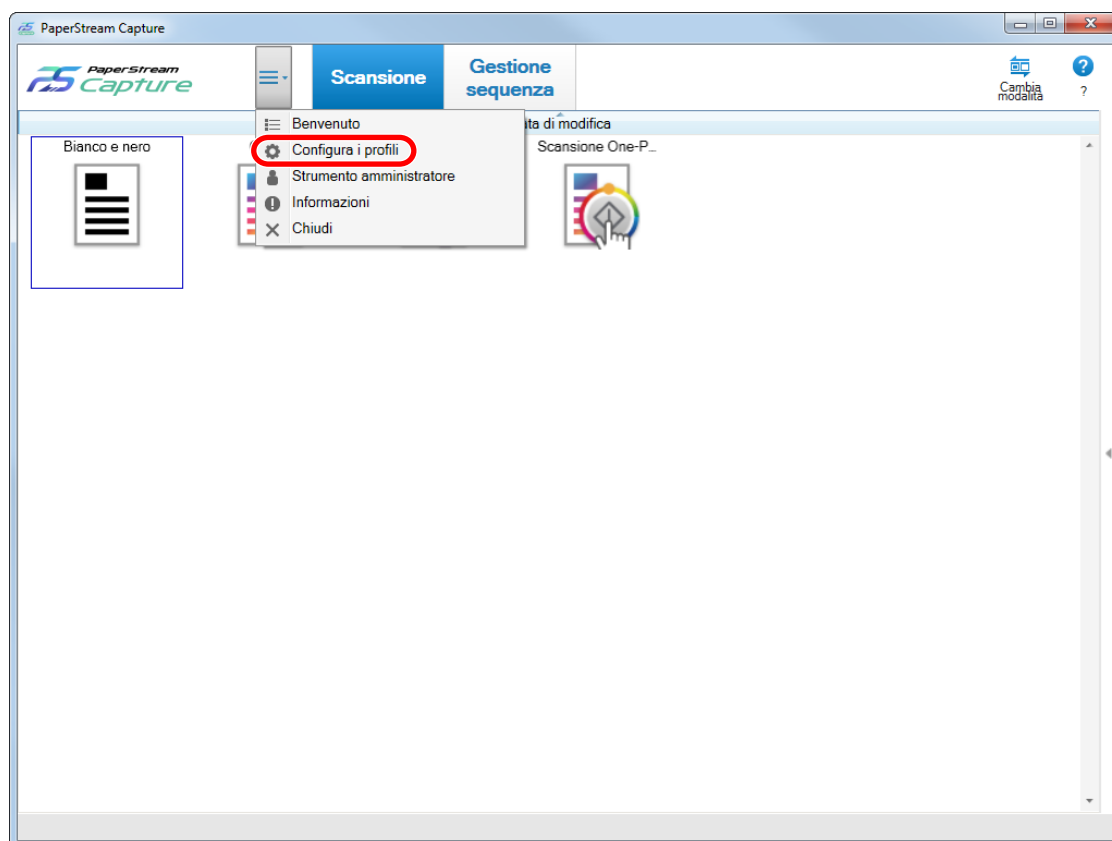 PaperStream Capture
PaperStream
Capture
Scansione
Gestione
sequenza
Cambia
modalità
?
Benvenuto
Configura i profili
Strumento amministratore
Informazioni
Chiudi
di modifica
Bianco e nero
Scansione One-P...